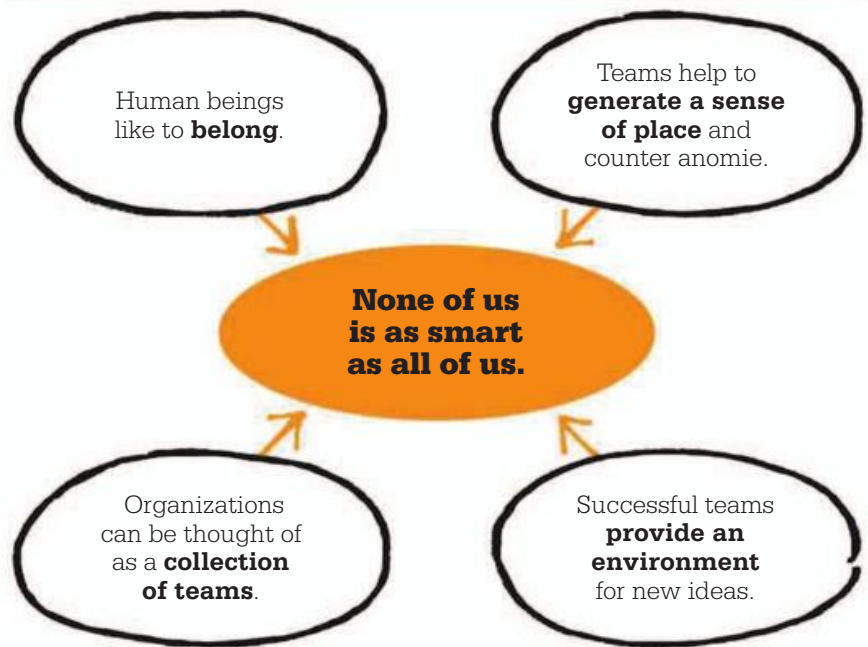 Human beings
like to belong.
Teams help to
generate a sense
of place and
counter anomie.
None of us
is as smart
as all of us.
Organizations
can be thought of
as a collection
of teams.
Successful teams
provide an
environment
for new ideas.